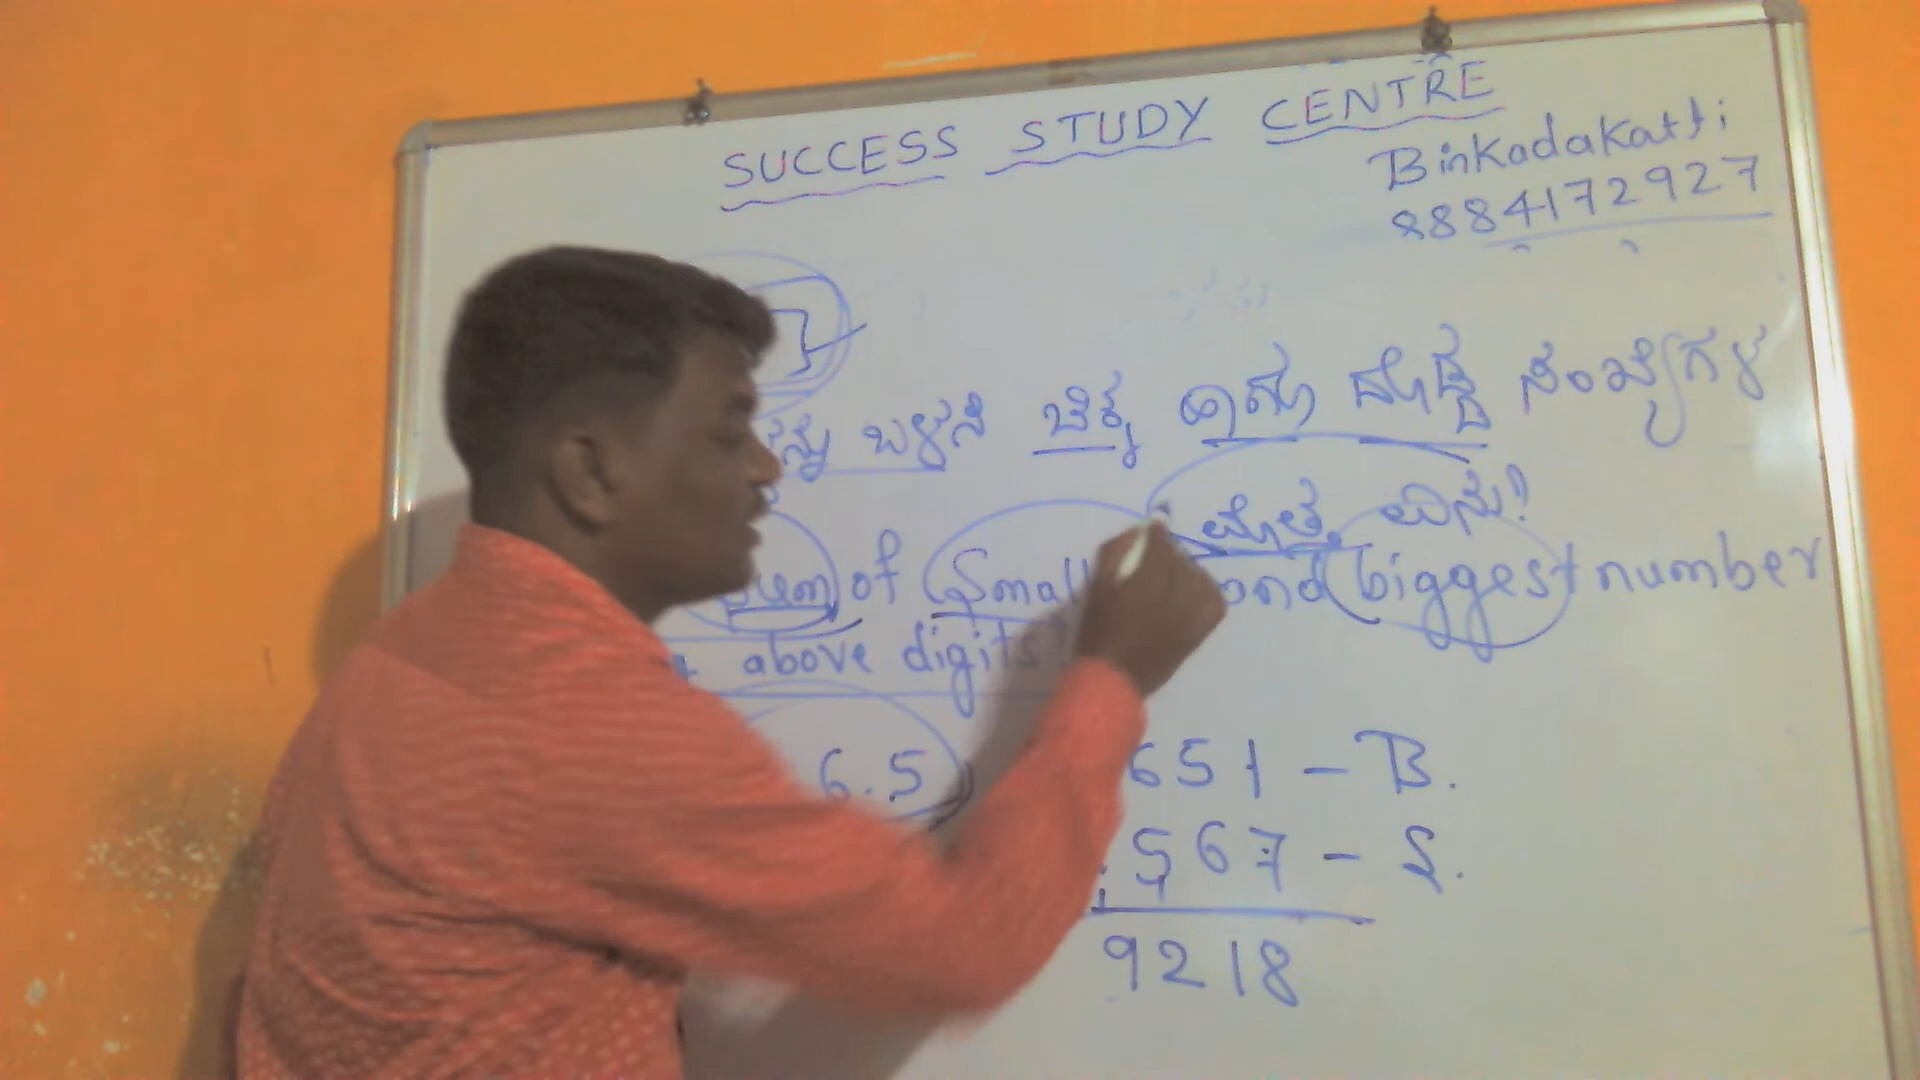 SUCCESS STUDY CENTRE
Binkadakatti
8884172927
ಬಳಸಿ ಚಿಕ್ಕ ಹಾಗೂ ದೊಡ್ಡ ಸಂಖ್ಯೆಗಳ
ಮೊತ್ತ ಏನು?
sum of Small and biggest number
above digits
6.5 651 - B.
567 - S.
9218